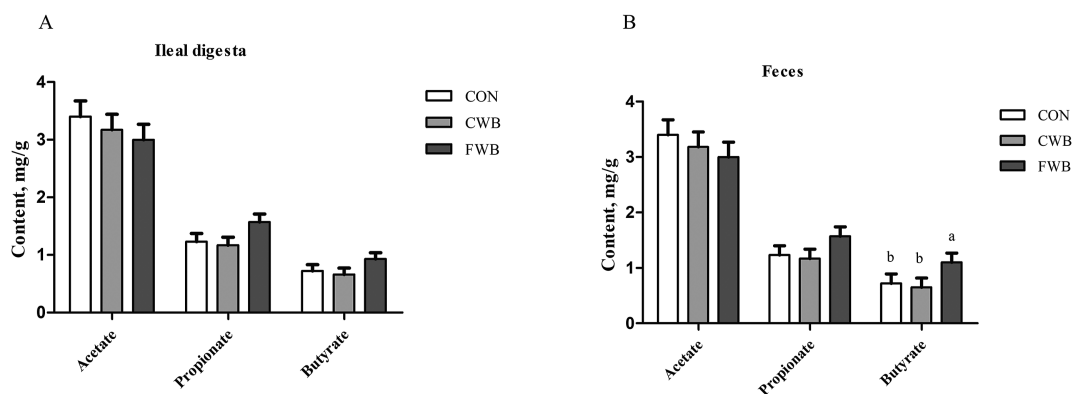 A
Ileal digesta
Content, mg/g
4
3
2
1
0
Acetate
Propionate
Butyrate
CON
CWB
FWB
B
Feces
Content, mg/g
4
3
2
1
0
b
b
a
Acetate
Propionate
Butyrate
CON
CWB
FWB